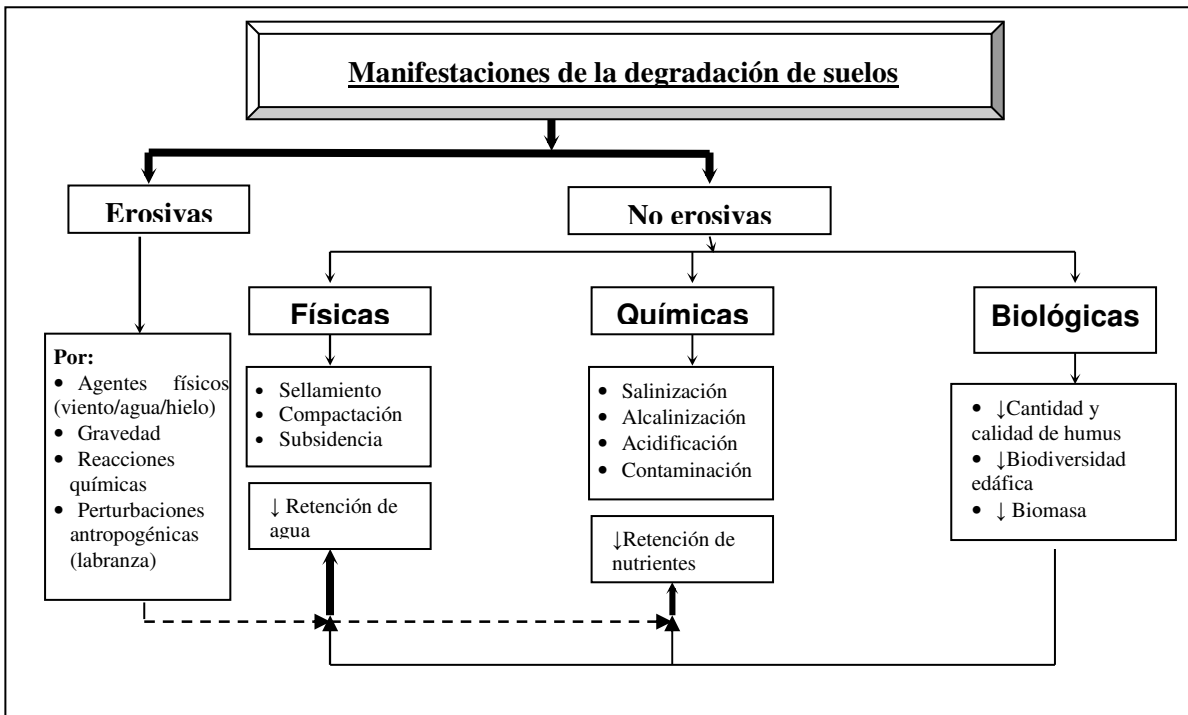 Manifestaciones de la degradación de suelos
Erosivas
No erosivas
Físicas
Químicas
Biológicas
Por:
• Agentes físicos
(viento/agua/hielo)
• Gravedad
• Reacciones
químicas
• Perturbaciones
antropogénicas
(labranza)
• Sellamiento
• Compactación
• Subsidencia
↓ Retención de
agua
• Salinización
• Alcalinización
• Acidificación
• Contaminación
↓Retención de
nutrientes
• ↓Cantidad y
calidad de humus
• ↓Biodiversidad
edáfica
• ↓ Biomasa